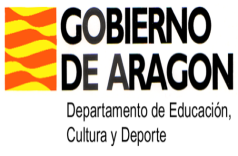 GOBIERNO
DE ARAGON
Departamento de Educación,
Cultura y Deporte